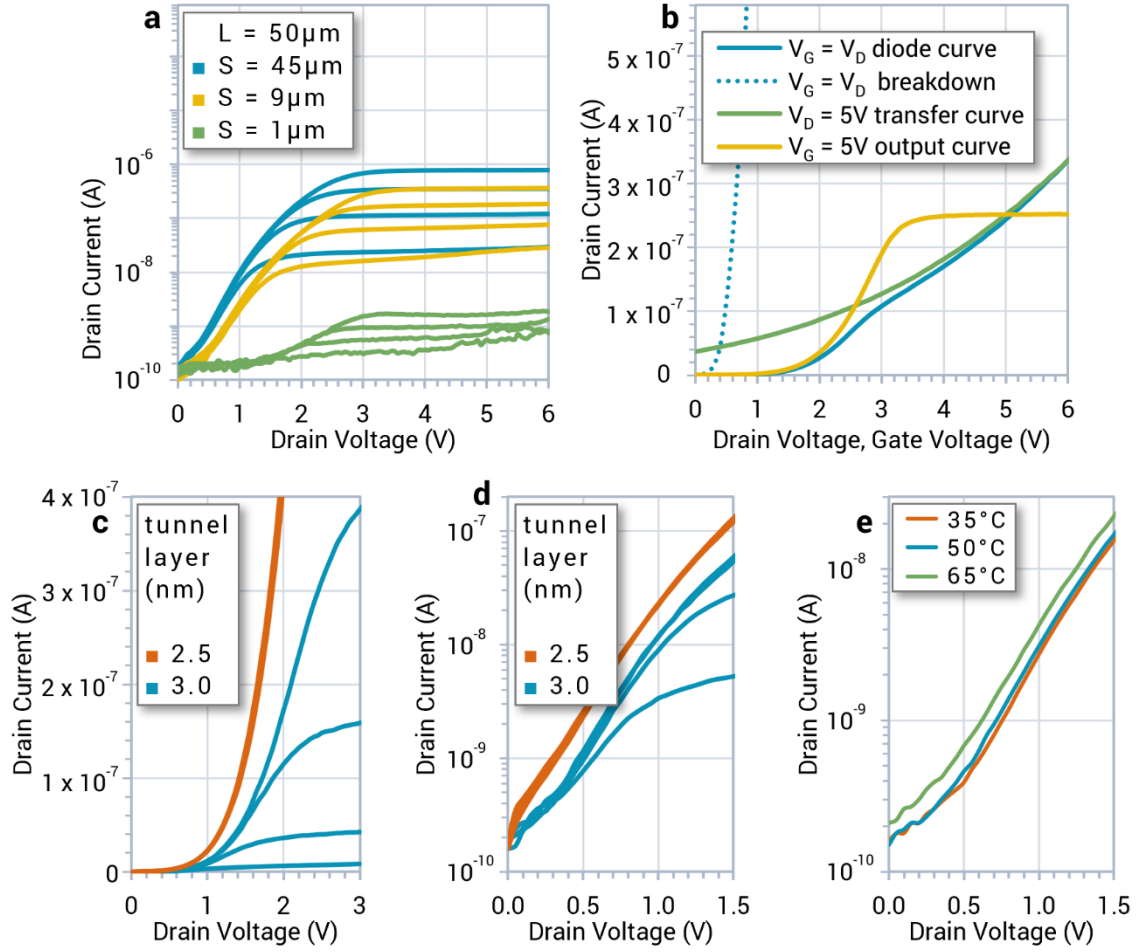 a
L = 50µm
S = 45µm
S = 9µm
S = 1µm
10⁻⁶
10⁻⁸
10⁻¹⁰
Drain Current (A)
0 1 2 3 4 5 6
Drain Voltage (V)
b
V_G = V_D diode curve
V_G = V_D breakdown
V_D = 5V transfer curve
V_G = 5V output curve
5 x 10⁻⁷
4 x 10⁻⁷
3 x 10⁻⁷
2 x 10⁻⁷
1 x 10⁻⁷
0
Drain Current (A)
0 1 2 3 4 5 6
Drain Voltage, Gate Voltage (V)
c
tunnel
layer
(nm)
2.5
3.0
4 x 10⁻⁷
3 x 10⁻⁷
2 x 10⁻⁷
1 x 10⁻⁷
0
Drain Current (A)
0 1 2 3
Drain Voltage (V)
d
tunnel
layer
(nm)
2.5
3.0
10⁻⁷
10⁻⁸
10⁻⁹
10⁻¹⁰
Drain Current (A)
0.0 0.5 1.0 1.5
Drain Voltage (V)
e
35°C
50°C
65°C
10⁻⁸
10⁻⁹
10⁻¹⁰
Drain Current (A)
0.0 0.5 1.0 1.5
Drain Voltage (V)